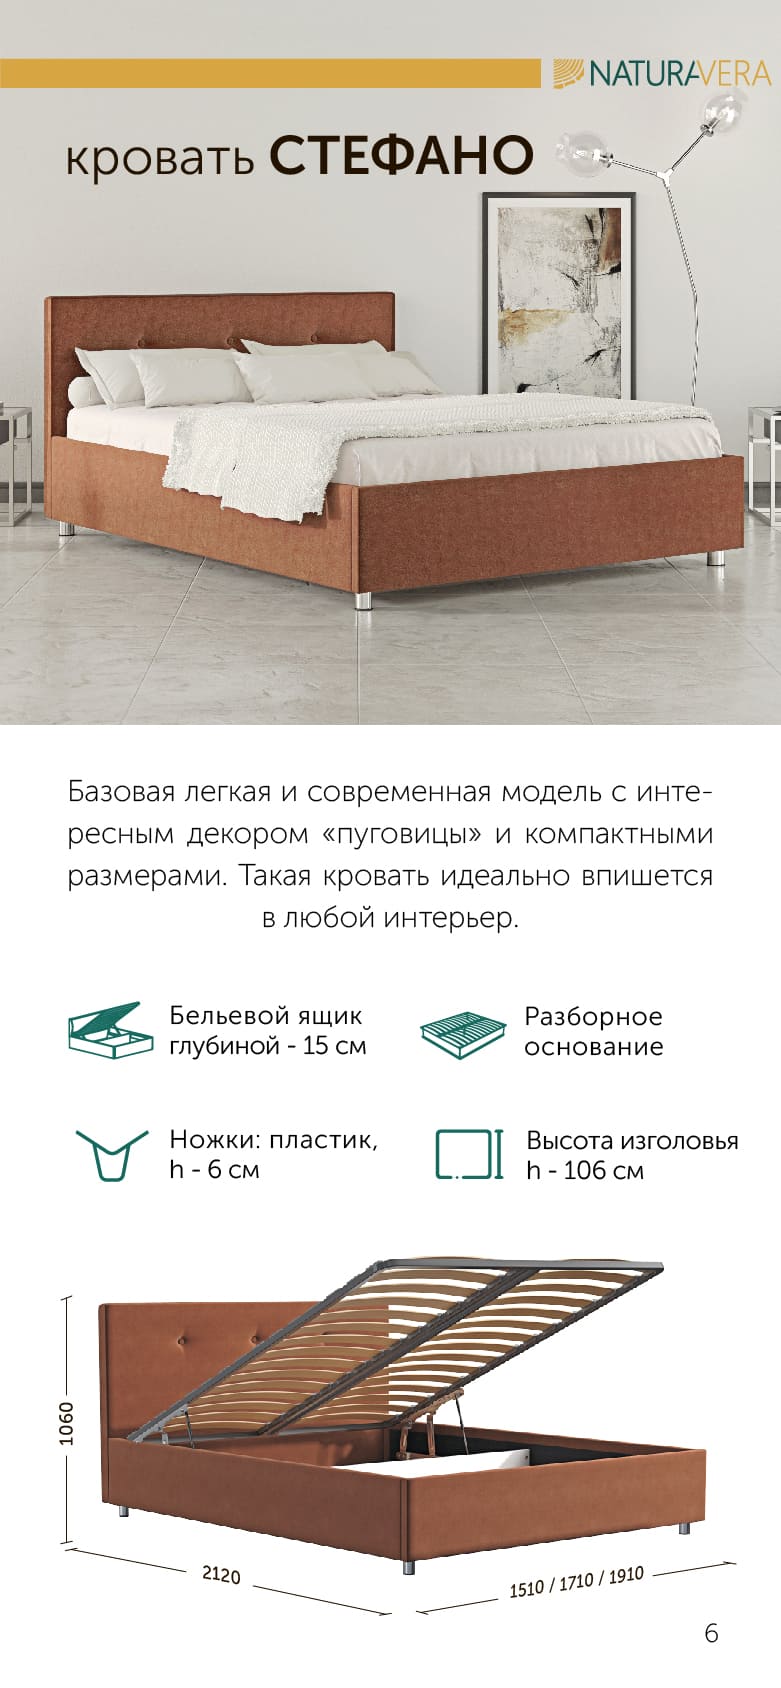 NATURAVERA
кровать СТЕФАНО
Базовая легкая и современная модель с инте-
ресным декором «пуговицы» и компактными
размерами. Такая кровать идеально впишется
в любой интерьер.
Бельевой ящик
глубиной - 15 см
Разборное
основание
Ножки: пластик,
h - 6 см
Высота изголовья
h - 106 см
1060
2120
1510 / 1710 / 1910
6